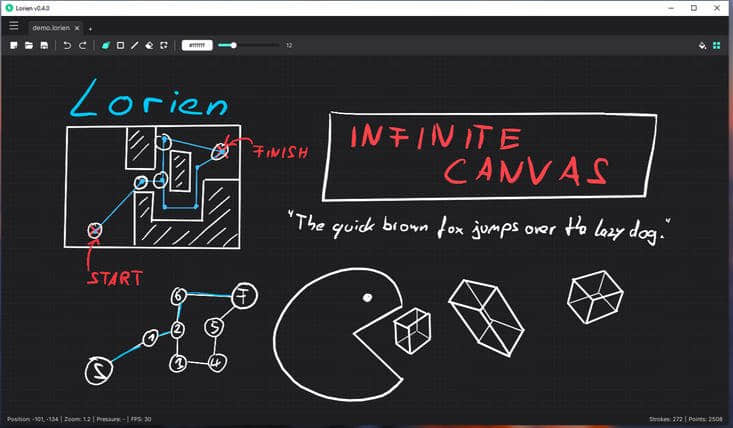 Lorien v0.4.0
demo.lorien × +
#ffffff 12
Lorien
INFINITE
CANVAS
FINISH
"The quick brown fox jumps over the lazy dog."
START
6 F
1 2 5
S 3 4
Position: -101, -134 | Zoom: 1.2 | Pressure: - | FPS: 30
Strokes: 272 | Points: 2508